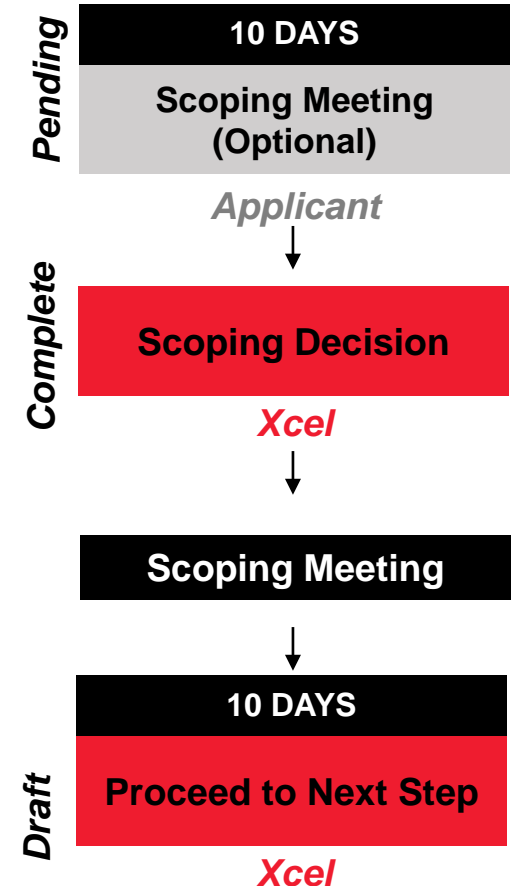 Pending
10 DAYS
Scoping Meeting
(Optional)
Applicant
Complete
Scoping Decision
Xcel
Scoping Meeting
10 DAYS
Draft
Proceed to Next Step
Xcel